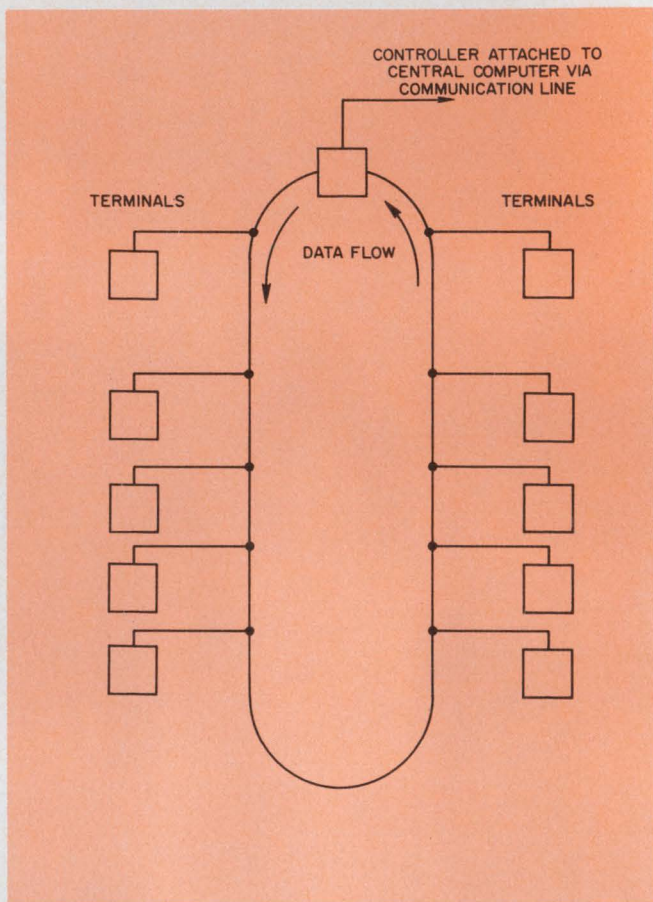 CONTROLLER ATTACHED TO
CENTRAL COMPUTER VIA
COMMUNICATION LINE
TERMINALS
TERMINALS
DATA FLOW